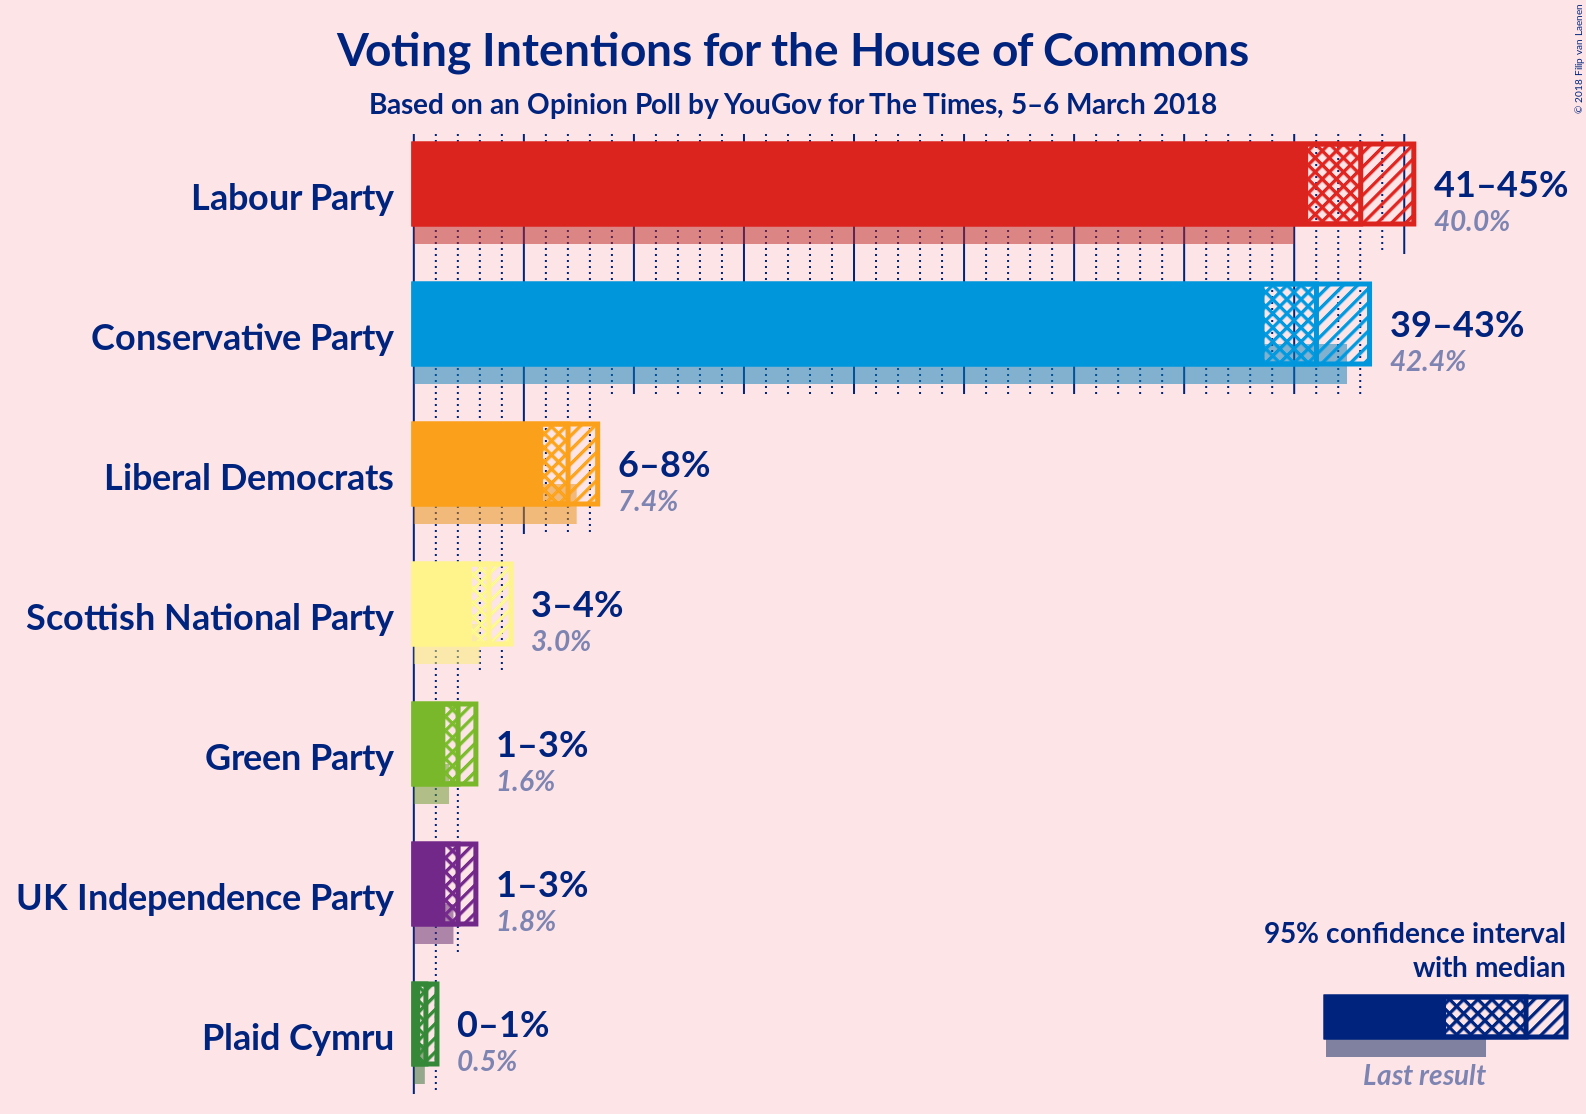 Voting Intentions for the House of Commons
Based on an Opinion Poll by YouGov for The Times, 5–6 March 2018
© 2018 Filip van Laenen
Labour Party
41–45%
40.0%
Conservative Party
39–43%
42.4%
Liberal Democrats
6–8%
7.4%
Scottish National Party
3–4%
3.0%
Green Party
1–3%
1.6%
UK Independence Party
1–3%
1.8%
Plaid Cymru
0–1%
0.5%
95% confidence interval
with median
Last result